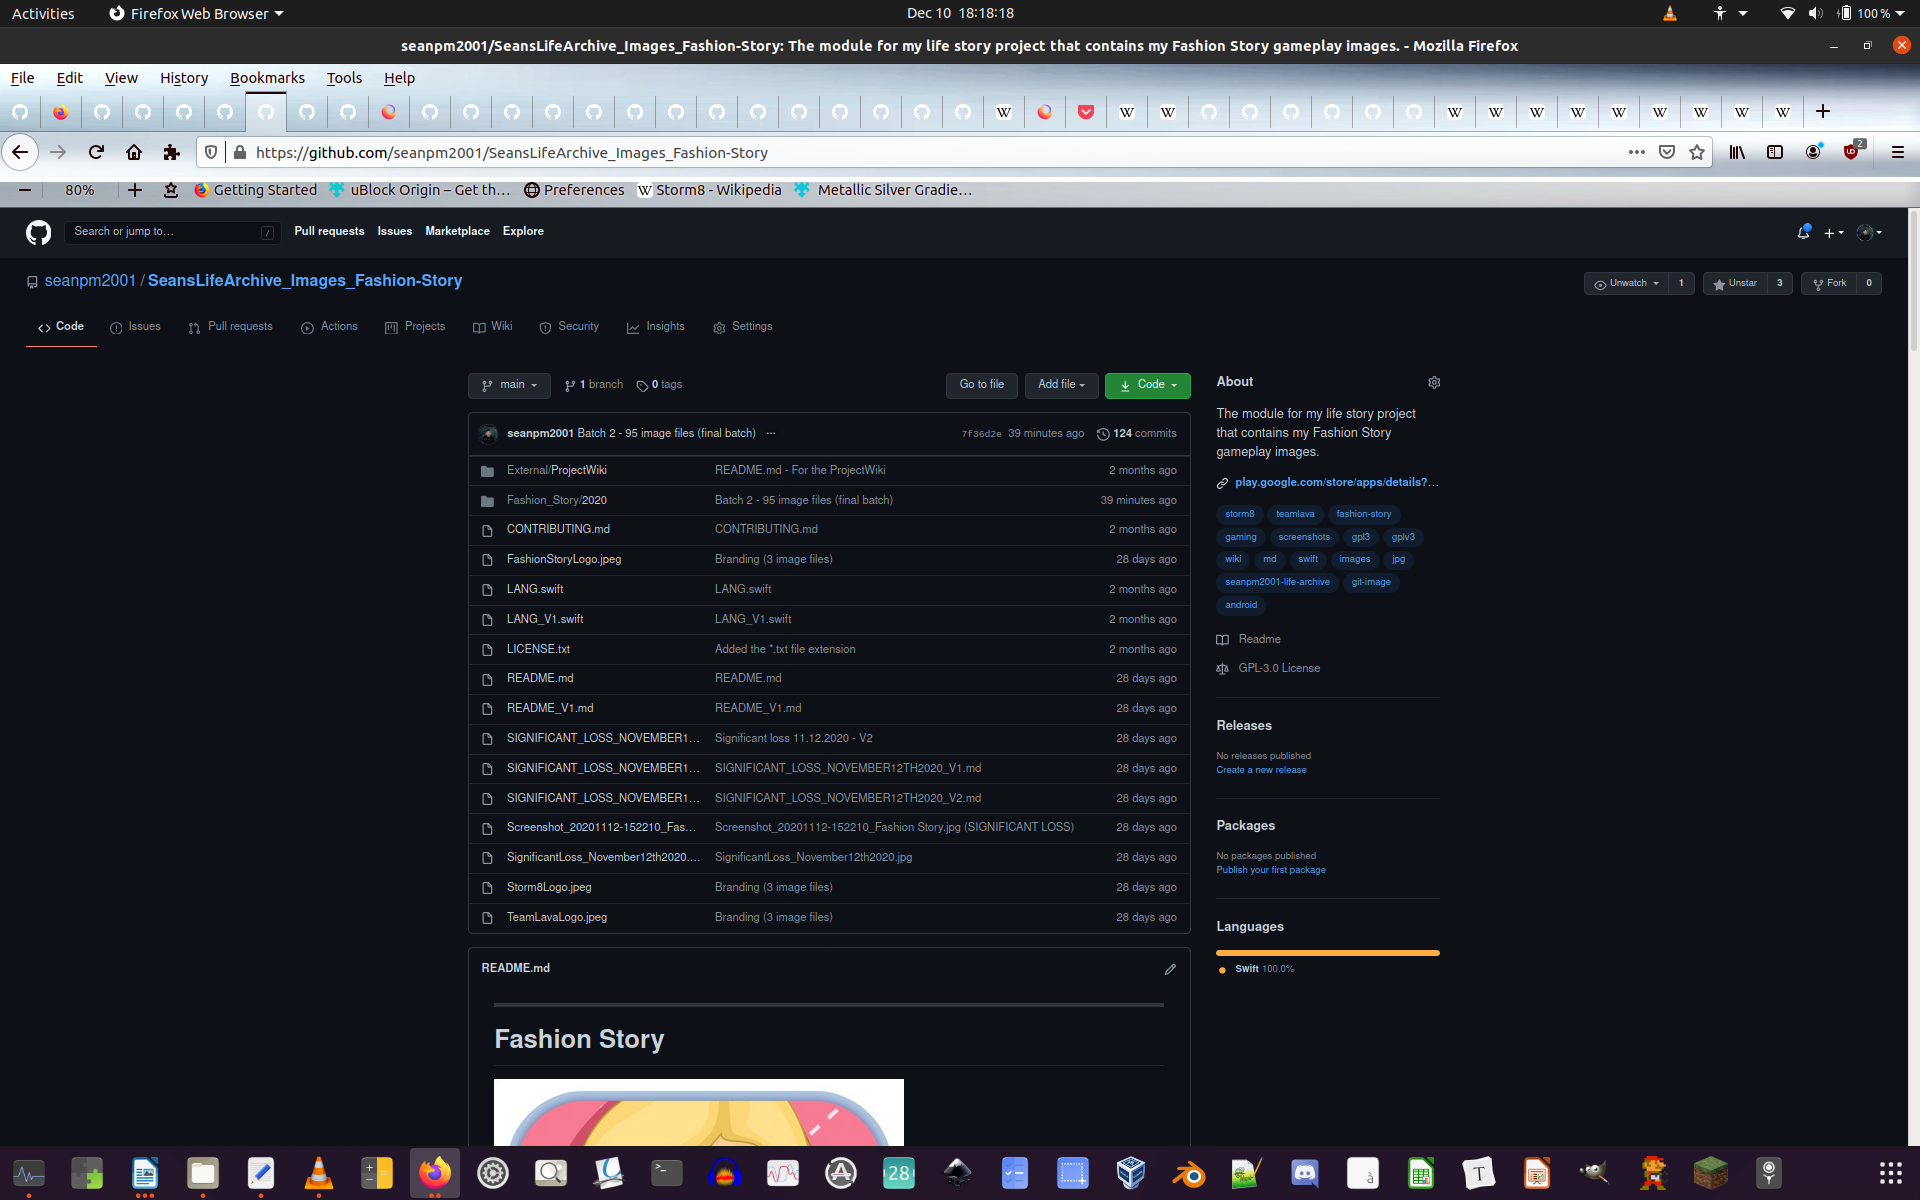 Activities Firefox Web Browser Dec 10 18:18:18 100 %
seanpm2001/SeansLifeArchive_Images_Fashion-Story: The module for my life story project that contains my Fashion Story gameplay images. - Mozilla Firefox
File Edit View History Bookmarks Tools Help
https://github.com/seanpm2001/SeansLifeArchive_Images_Fashion-Story ••• 2
80% Getting Started uBlock Origin – Get th… Preferences Storm8 - Wikipedia Metallic Silver Gradie…
Search or jump to… / Pull requests Issues Marketplace Explore
seanpm2001 / SeansLifeArchive_Images_Fashion-Story Unwatch 1 Unstar 3 Fork 0
Code Issues Pull requests Actions Projects Wiki Security Insights Settings
main 1 branch 0 tags Go to file Add file Code
seanpm2001 Batch 2 - 95 image files (final batch) ··· 7f36d2e 39 minutes ago 124 commits
External/ProjectWiki README.md - For the ProjectWiki 2 months ago
Fashion_Story/2020 Batch 2 - 95 image files (final batch) 39 minutes ago
CONTRIBUTING.md CONTRIBUTING.md 2 months ago
FashionStoryLogo.jpeg Branding (3 image files) 28 days ago
LANG.swift LANG.swift 2 months ago
LANG_V1.swift LANG_V1.swift 2 months ago
LICENSE.txt Added the *.txt file extension 2 months ago
README.md README.md 28 days ago
README_V1.md README_V1.md 28 days ago
SIGNIFICANT_LOSS_NOVEMBER1… Significant loss 11.12.2020 - V2 28 days ago
SIGNIFICANT_LOSS_NOVEMBER1… SIGNIFICANT_LOSS_NOVEMBER12TH2020_V1.md 28 days ago
SIGNIFICANT_LOSS_NOVEMBER1… SIGNIFICANT_LOSS_NOVEMBER12TH2020_V2.md 28 days ago
Screenshot_20201112-152210_Fas… Screenshot_20201112-152210_Fashion Story.jpg (SIGNIFICANT LOSS) 28 days ago
SignificantLoss_November12th2020.… SignificantLoss_November12th2020.jpg 28 days ago
Storm8Logo.jpeg Branding (3 image files) 28 days ago
TeamLavaLogo.jpeg Branding (3 image files) 28 days ago
README.md
Fashion Story
About
The module for my life story project
that contains my Fashion Story
gameplay images.
play.google.com/store/apps/details?…
storm8 teamlava fashion-story
gaming screenshots gpl3 gplv3
wiki md swift images jpg
seanpm2001-life-archive git-image
android
Readme
GPL-3.0 License
Releases
No releases published
Create a new release
Packages
No packages published
Publish your first package
Languages
Swift 100.0%
28